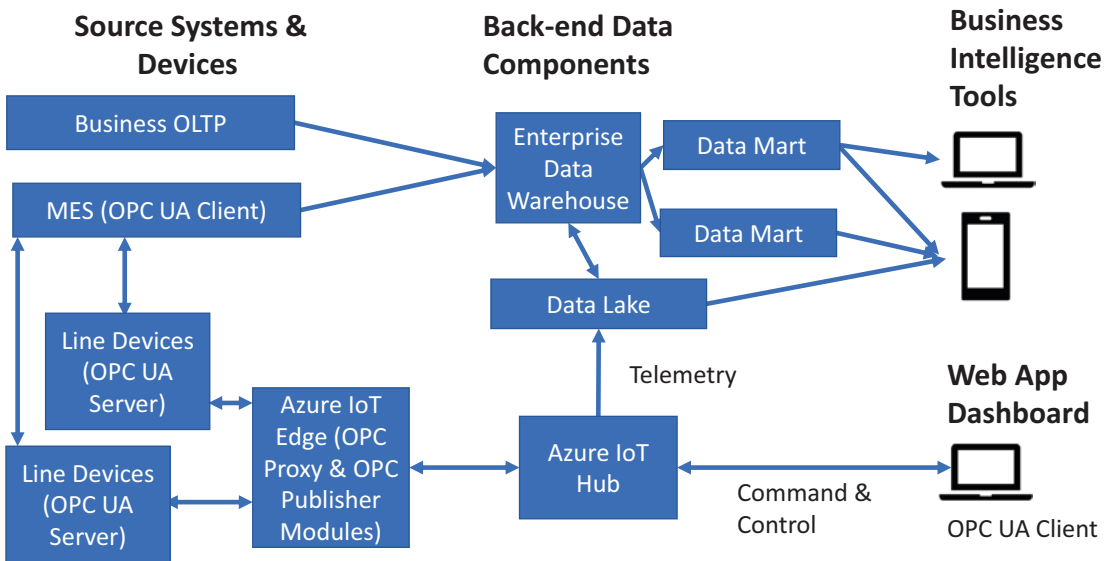 Source Systems &
Devices
Back-end Data
Components
Business
Intelligence
Tools
Business OLTP
MES (OPC UA Client)
Enterprise
Data
Warehouse
Data Mart
Data Mart
Data Lake
Line Devices
(OPC UA
Server)
Line Devices
(OPC UA
Server)
Azure IoT
Edge (OPC
Proxy & OPC
Publisher
Modules)
Telemetry
Azure IoT
Hub
Command &
Control
Web App
Dashboard
OPC UA Client